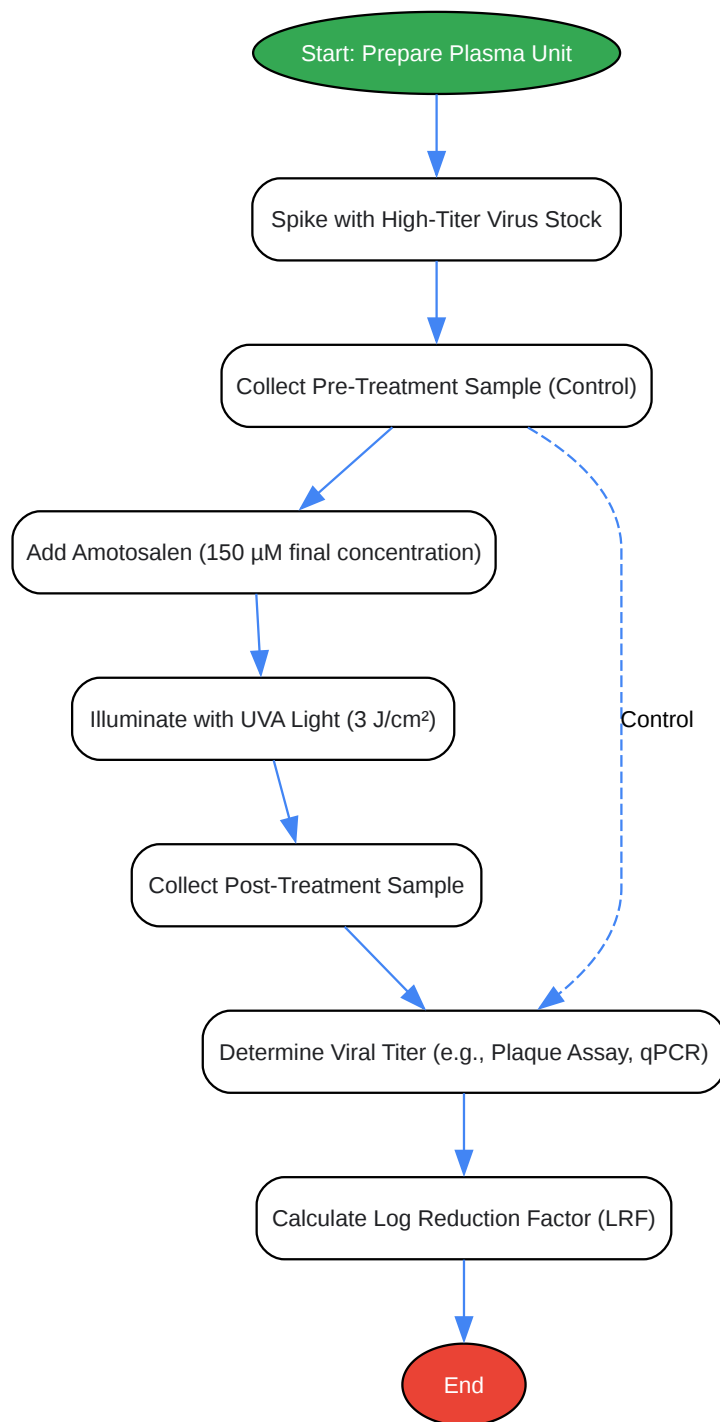 Start: Prepare Plasma Unit
Spike with High-Titer Virus Stock
Collect Pre-Treatment Sample (Control)
Add Amotosalen (150 µM final concentration)
Illuminate with UVA Light (3 J/cm²)
Control
Collect Post-Treatment Sample
Determine Viral Titer (e.g., Plaque Assay, qPCR)
Calculate Log Reduction Factor (LRF)
End